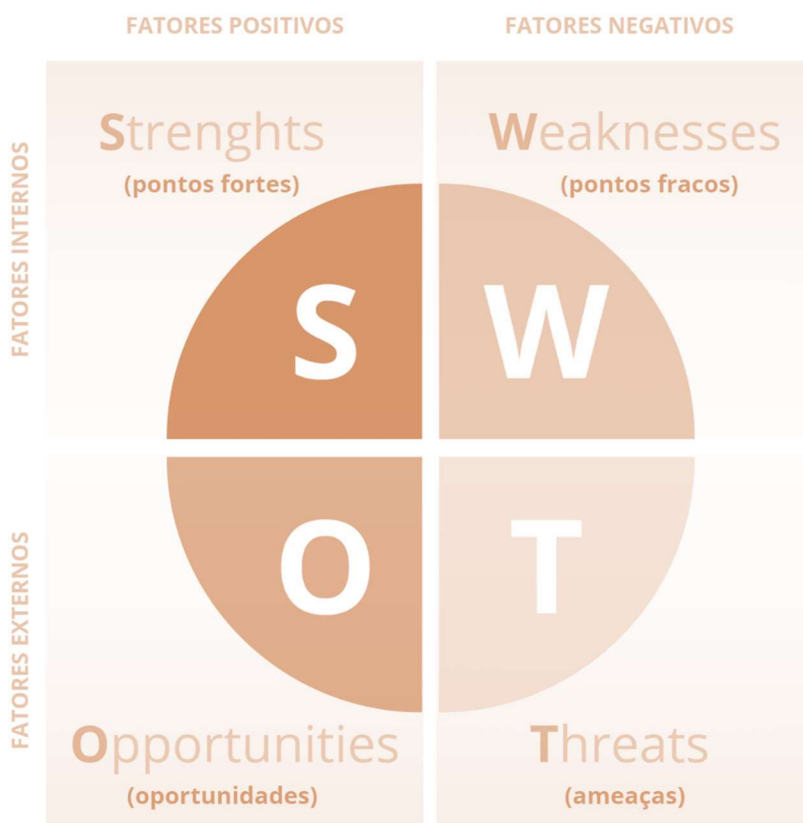 FATORES POSITIVOS
FATORES NEGATIVOS
FATORES INTERNOS
Strenghts
(pontos fortes)
Weaknesses
(pontos fracos)
S
W
FATORES EXTERNOS
O
T
Opportunities
(oportunidades)
Threats
(ameaças)